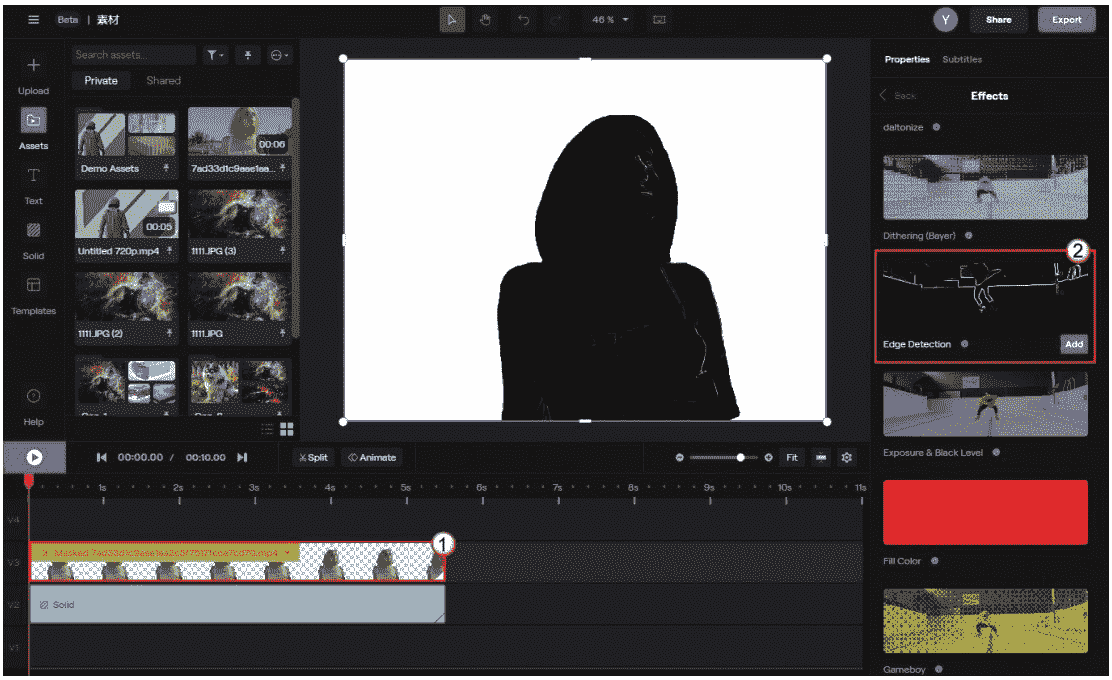 Beta | 素材
46 %
Y
Share
Export
Upload
Assets
Text
Solid
Templates
Help
Search assets...
Private
Shared
Demo Assets
00:06
7ad33d1c9aee1ea...
00:05
Untitled 720p.mp4
1111.JPG (3)
1111.JPG (2)
1111.JPG
Properties
Subtitles
Back
Effects
daltonize
Dithering (Bayer)
2
Edge Detection
Add
Exposure & Black Level
Fill Color
Gameboy
00:00.00 / 00:10.00
Split
Animate
Fit
1s 2s 3s 4s 5s 6s 7s 8s 9s 10s 11s
V4
1
V3
V2
Solid
V1